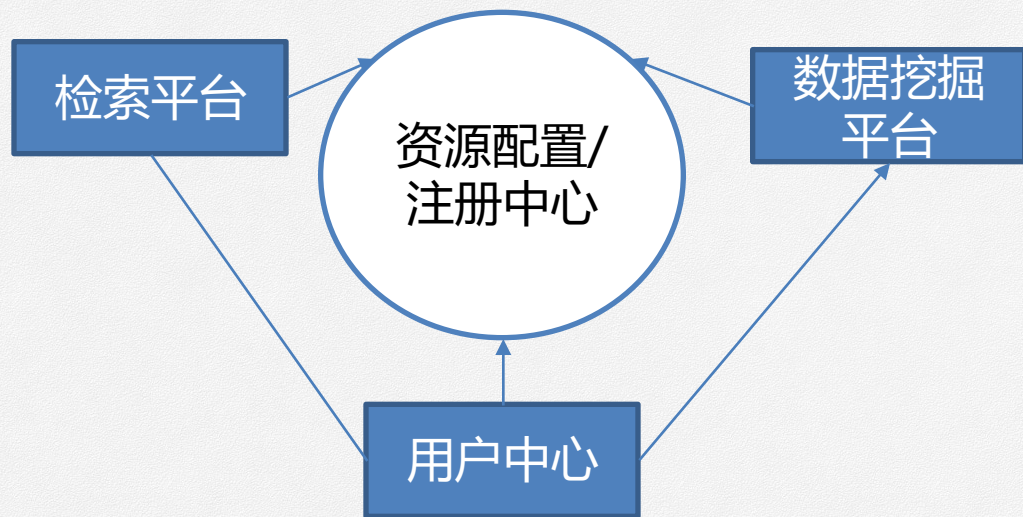 检索平台
资源配置/
注册中心
数据挖掘
平台
用户中心